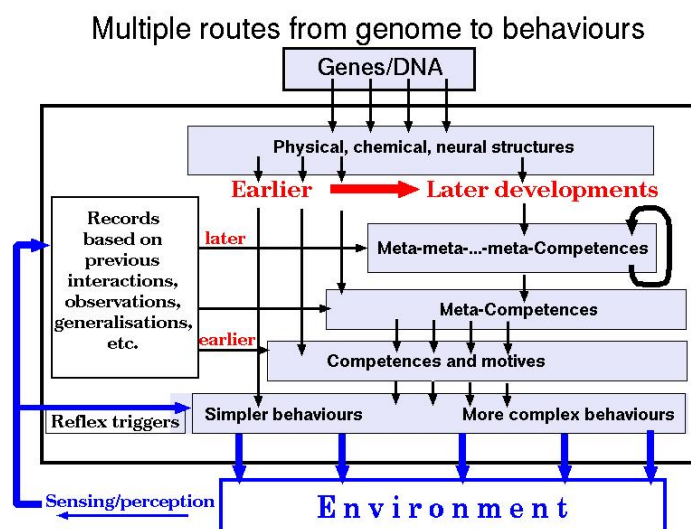 Multiple routes from genome to behaviours
Genes/DNA
Physical, chemical, neural structures
Earlier
Later developments
Records
based on
previous
interactions,
observations,
generalisations,
etc.
later
Meta-meta-...-meta-Competences
Meta-Competences
earlier
Competences and motives
Reflex triggers
Simpler behaviours
More complex behaviours
Sensing/perception
Environment